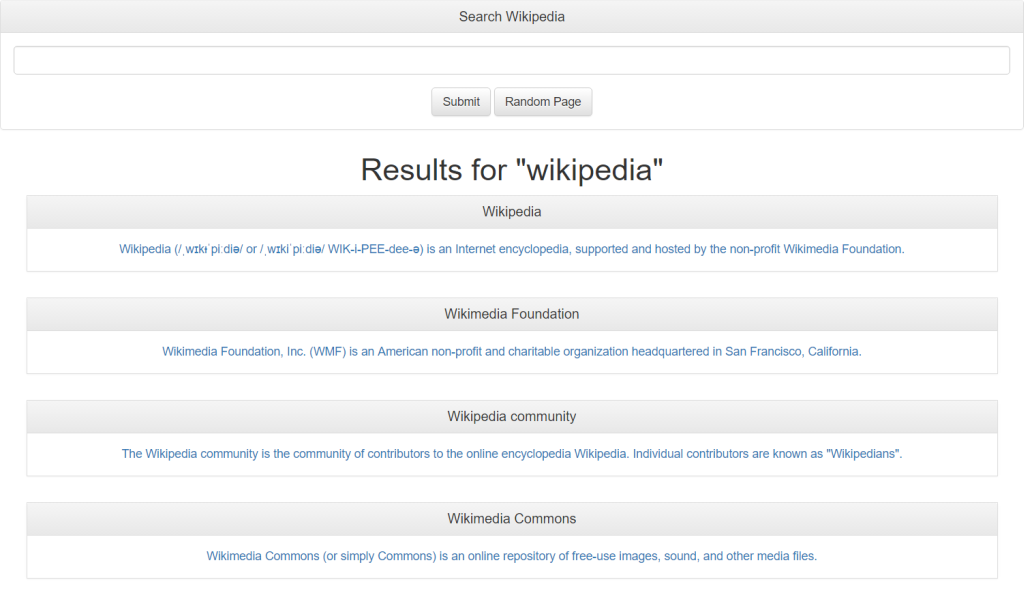 Search Wikipedia
Submit Random Page
Results for "wikipedia"
Wikipedia
Wikipedia (/ˌwɪkɨˈpiːdiə/ or /ˌwɪkiˈpiːdiə/ WIK-i-PEE-dee-ə) is an Internet encyclopedia, supported and hosted by the non-profit Wikimedia Foundation.
Wikimedia Foundation
Wikimedia Foundation, Inc. (WMF) is an American non-profit and charitable organization headquartered in San Francisco, California.
Wikipedia community
The Wikipedia community is the community of contributors to the online encyclopedia Wikipedia. Individual contributors are known as "Wikipedians".
Wikimedia Commons
Wikimedia Commons (or simply Commons) is an online repository of free-use images, sound, and other media files.